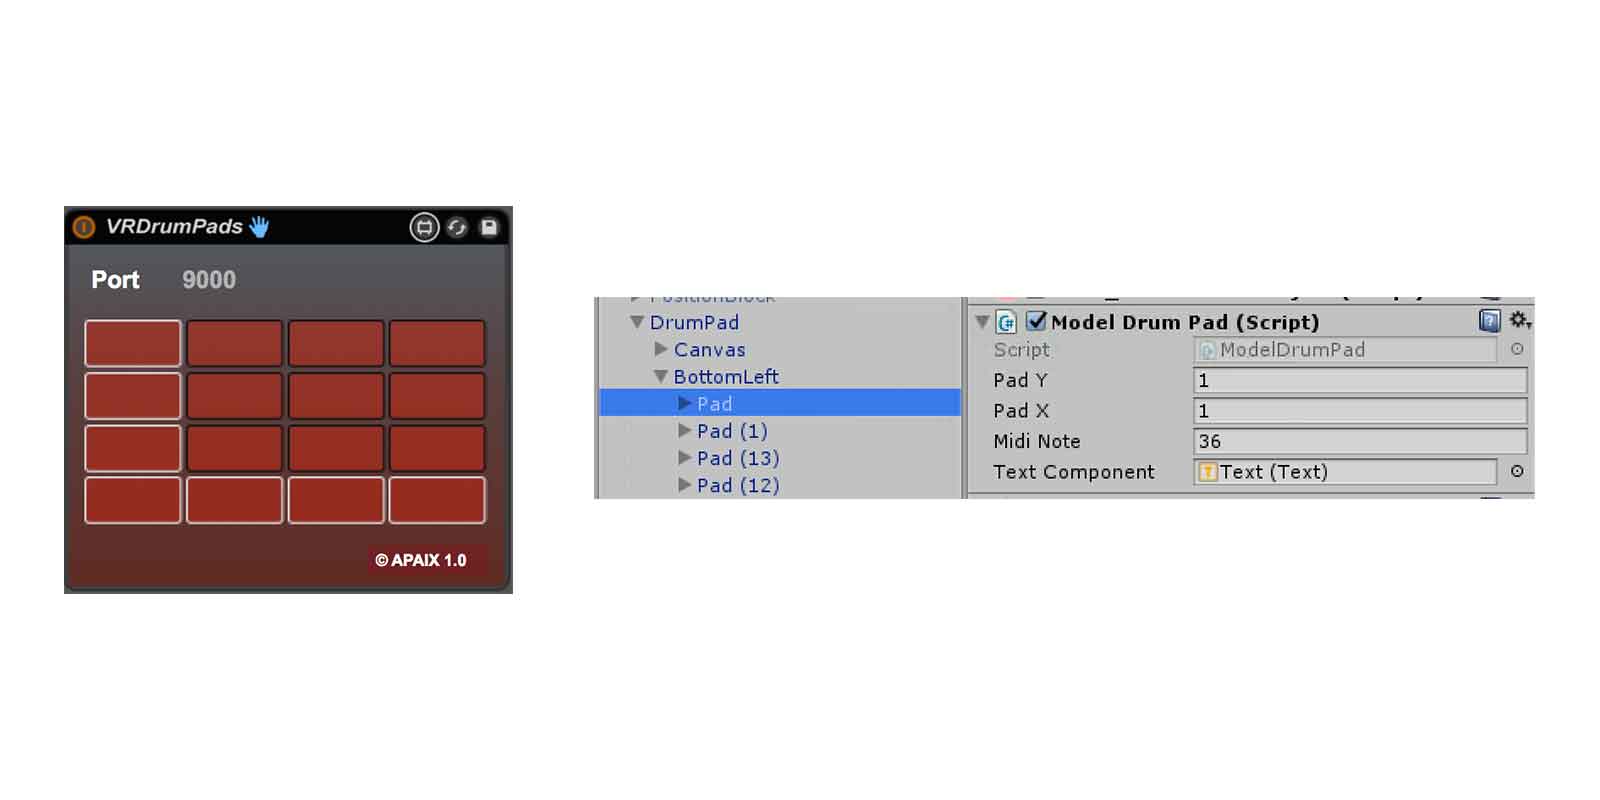 VRDrumPads
Port 9000
© APAIX 1.0
PositionBlock
DrumPad
Canvas
BottomLeft
Pad
Pad (1)
Pad (13)
Pad (12)
Model Drum Pad (Script)
Script ModelDrumPad
Pad Y 1
Pad X 1
Midi Note 36
Text Component Text (Text)